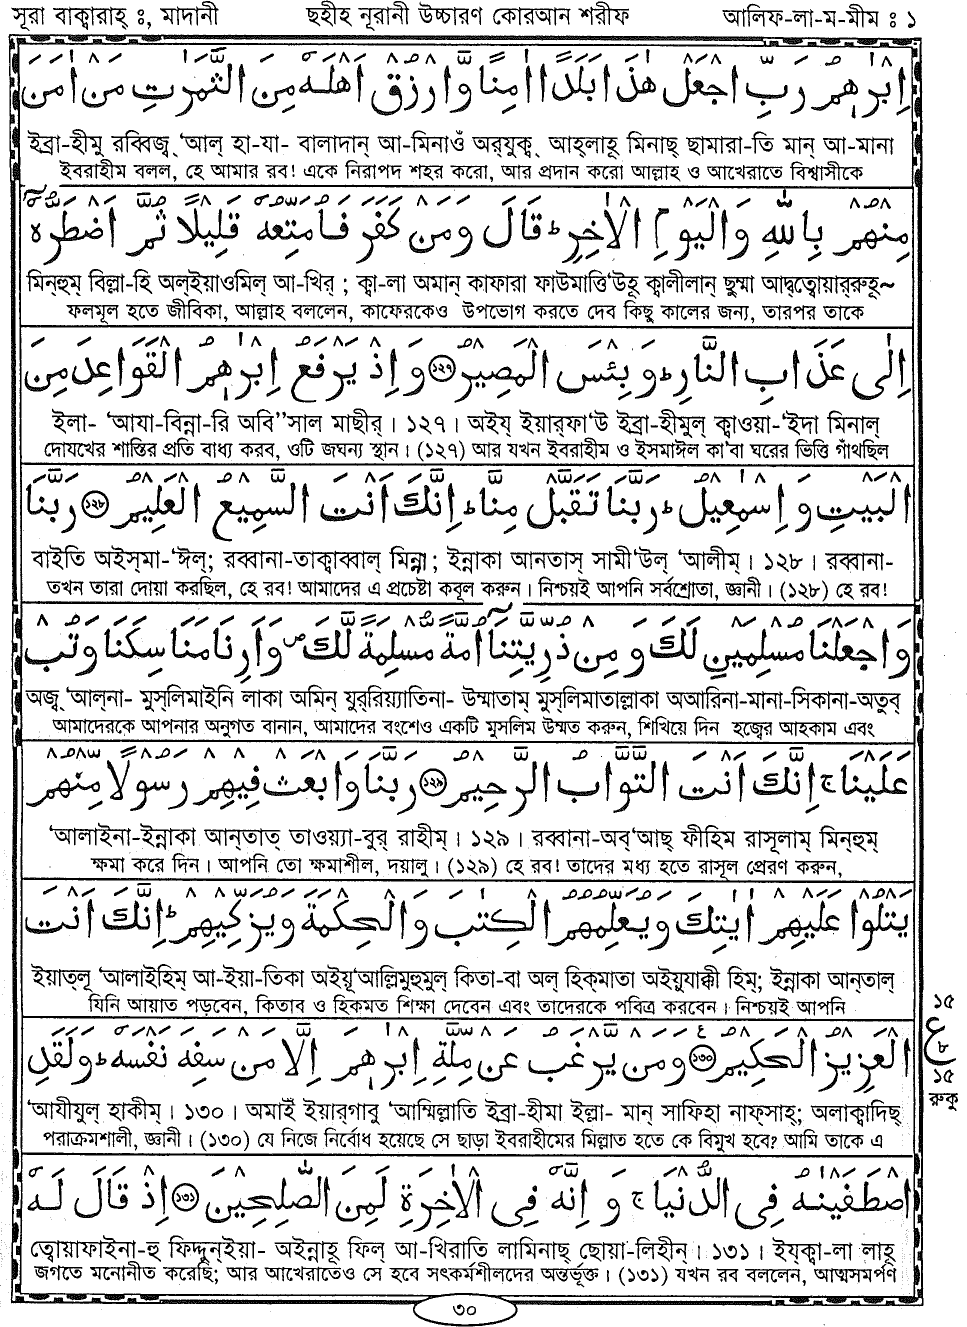 সূরা বাক্বারাহ্ ঃ, মাদানী ছহীহ নূরানী উচ্চারণ কোরআন শরীফ আলিফ-লা-ম-মীম ঃ ১
اِبْرٰهٖمُ رَبِّ اجْعَلْ هٰذَا بَلَدًا اٰمِنًا وَّارْزُقْ اَهْلَهٗ مِنَ الثَّمَرٰتِ مَنْ اٰمَنَ
ইব্রা-হীমু রব্বিজ্ব্ ‘আল্ হা-যা- বালাদান্ আ-মিনাওঁ অর্‌যুক্ব্ আহ্‌লাহূ মিনাছ্ ছামারা-তি মান্ আ-মানা
ইবরাহীম বলল, হে আমার রব! একে নিরাপদ শহর করো, আর প্রদান করো আল্লাহ ও আখেরাতে বিশ্বাসীকে
مِنْهُمْ بِاللّٰهِ وَالْيَوْمِ الْاٰخِرِ ؕ قَالَ وَمَنْ كَفَرَ فَاُمَتِّعُهٗ قَلِيْلًا ثُمَّ اَضْطَرُّهٗۤ
মিন্‌হুম্ বিল্লা-হি অল্‌ইয়াওমিল্ আ-খির্ ; ক্বা-লা অমান্ কাফারা ফাউমাত্তি‘উহূ ক্বালীলান্ ছুম্মা আদ্বত্বোয়ার্‌রুহূ~
ফলমূল হতে জীবিকা, আল্লাহ বললেন, কাফেরকেও উপভোগ করতে দেব কিছু কালের জন্য, তারপর তাকে
اِلٰى عَذَابِ النَّارِ ؕ وَبِئْسَ الْمَصِيْرُ ۝۱۲۷ وَاِذْ يَرْفَعُ اِبْرٰهٖمُ الْقَوَاعِدَ مِنَ
ইলা- ‘আযা-বিন্না-রি অবি”সাল মাছীর্ । ১২৭ । অইয্ ইয়ার্‌ফা‘উ ইব্রা-হীমুল্ ক্বাওয়া-‘ইদা মিনাল্
দোযখের শাস্তির প্রতি বাধ্য করব, ওটি জঘন্য স্থান । (১২৭) আর যখন ইবরাহীম ও ইসমাঈল কা‘বা ঘরের ভিত্তি গাঁথছিল
الْبَيْتِ وَاِسْمٰعِيْلُ ؕ رَبَّنَا تَقَبَّلْ مِنَّا ؕ اِنَّكَ اَنْتَ السَّمِيْعُ الْعَلِيْمُ ۝۱۲۸ رَبَّنَا
বাইতি অইস্‌মা-‘ঈল্; রব্বানা-তাক্বাব্বাল্ মিন্না; ইন্নাকা আনতাস্ সামী‘উল্ ‘আলীম্ । ১২৮ । রব্বানা-
তখন তারা দোয়া করছিল, হে রব! আমাদের এ প্রচেষ্টা কবূল করুন । নিশ্চয়ই আপনি সর্বশ্রোতা, জ্ঞানী । (১২৮) হে রব!
وَاجْعَلْنَا مُسْلِمَيْنِ لَكَ وَمِنْ ذُرِّيَّتِنَاۤ اُمَّةً مُّسْلِمَةً لَّكَ ۪ وَاَرِنَا مَنَاسِكَنَا وَتُبْ
অজ্ব্ ‘আল্‌না- মুস্‌লিমাইনি লাকা অমিন্ যুর্‌রিয়্যাতিনা- উম্মাতাম্ মুস্‌লিমাতাল্লাকা অআরিনা-মানা-সিকানা-অতুব্
আমাদেরকে আপনার অনুগত বানান, আমাদের বংশেও একটি মুসলিম উম্মত করুন, শিখিয়ে দিন হজ্বের আহকাম এবং
عَلَيْنَا ۚ اِنَّكَ اَنْتَ التَّوَّابُ الرَّحِيْمُ ۝۱۲۹ رَبَّنَا وَابْعَثْ فِيْهِمْ رَسُوْلًا مِّنْهُمْ
‘আলাইনা-ইন্নাকা আন্‌তাত্ তাওয়্যা-বুর্ রাহীম্ । ১২৯ । রব্বানা-অব্‘আছ্ ফীহিম রাসূলাম্ মিন্‌হুম্
ক্ষমা করে দিন । আপনি তো ক্ষমাশীল, দয়ালু । (১২৯) হে রব! তাদের মধ্য হতে রাসূল প্রেরণ করুন,
يَتْلُوْا عَلَيْهِمْ اٰيٰتِكَ وَيُعَلِّمُهُمُ الْكِتٰبَ وَالْحِكْمَةَ وَيُزَكِّيْهِمْ ؕ اِنَّكَ اَنْتَ
ইয়াত্‌লূ ‘আলাইহিম্ আ-ইয়া-তিকা অইয়ূ‘আল্লিমুহুমুল্ কিতা-বা অল্ হিক্‌মাতা অইয়ুযাক্কী হিম্; ইন্নাকা আন্‌তাল্
যিনি আয়াত পড়বেন, কিতাব ও হিকমত শিক্ষা দেবেন এবং তাদেরকে পবিত্র করবেন । নিশ্চয়ই আপনি
الْعَزِيْزُ الْحَكِيْمُ ۝۱۳۰ وَمَنْ يَّرْغَبُ عَنْ مِّلَّةِ اِبْرٰهٖمَ اِلَّا مَنْ سَفِهَ نَفْسَهٗ ؕ وَلَقَدِ
‘আযীযুল্ হাকীম্ । ১৩০ । অমাইঁ ইয়ার্‌গাবু ‘আম্মিল্লাতি ইব্রা-হীমা ইল্লা- মান্ সাফিহা নাফ্‌সাহ্; অলাক্বাদিছ্
পরাক্রমশালী, জ্ঞানী । (১৩০) যে নিজে নির্বোধ হয়েছে সে ছাড়া ইবরাহীমের মিল্লাত হতে কে বিমুখ হবে? আমি তাকে এ
১৫
ع
৮
১৫
রুকু
اصْطَفَيْنٰهُ فِى الدُّنْيَا ۚ وَاِنَّهٗ فِى الْاٰخِرَةِ لَمِنَ الصّٰلِحِيْنَ ۝۱۳۱ اِذْ قَالَ لَهٗ
ত্বোয়াফাইনা-হু ফিদ্দুন্‌ইয়া- অইন্নাহূ ফিল্ আ-খিরাতি লামিনাছ্ ছোয়া-লিহীন্ । ১৩১ । ইয্‌ক্বা-লা লাহূ
জগতে মনোনীত করেছি; আর আখেরাতেও সে হবে সৎকর্মশীলদের অন্তর্ভূক্ত । (১৩১) যখন রব বললেন, আত্মসমর্পণ
৩০